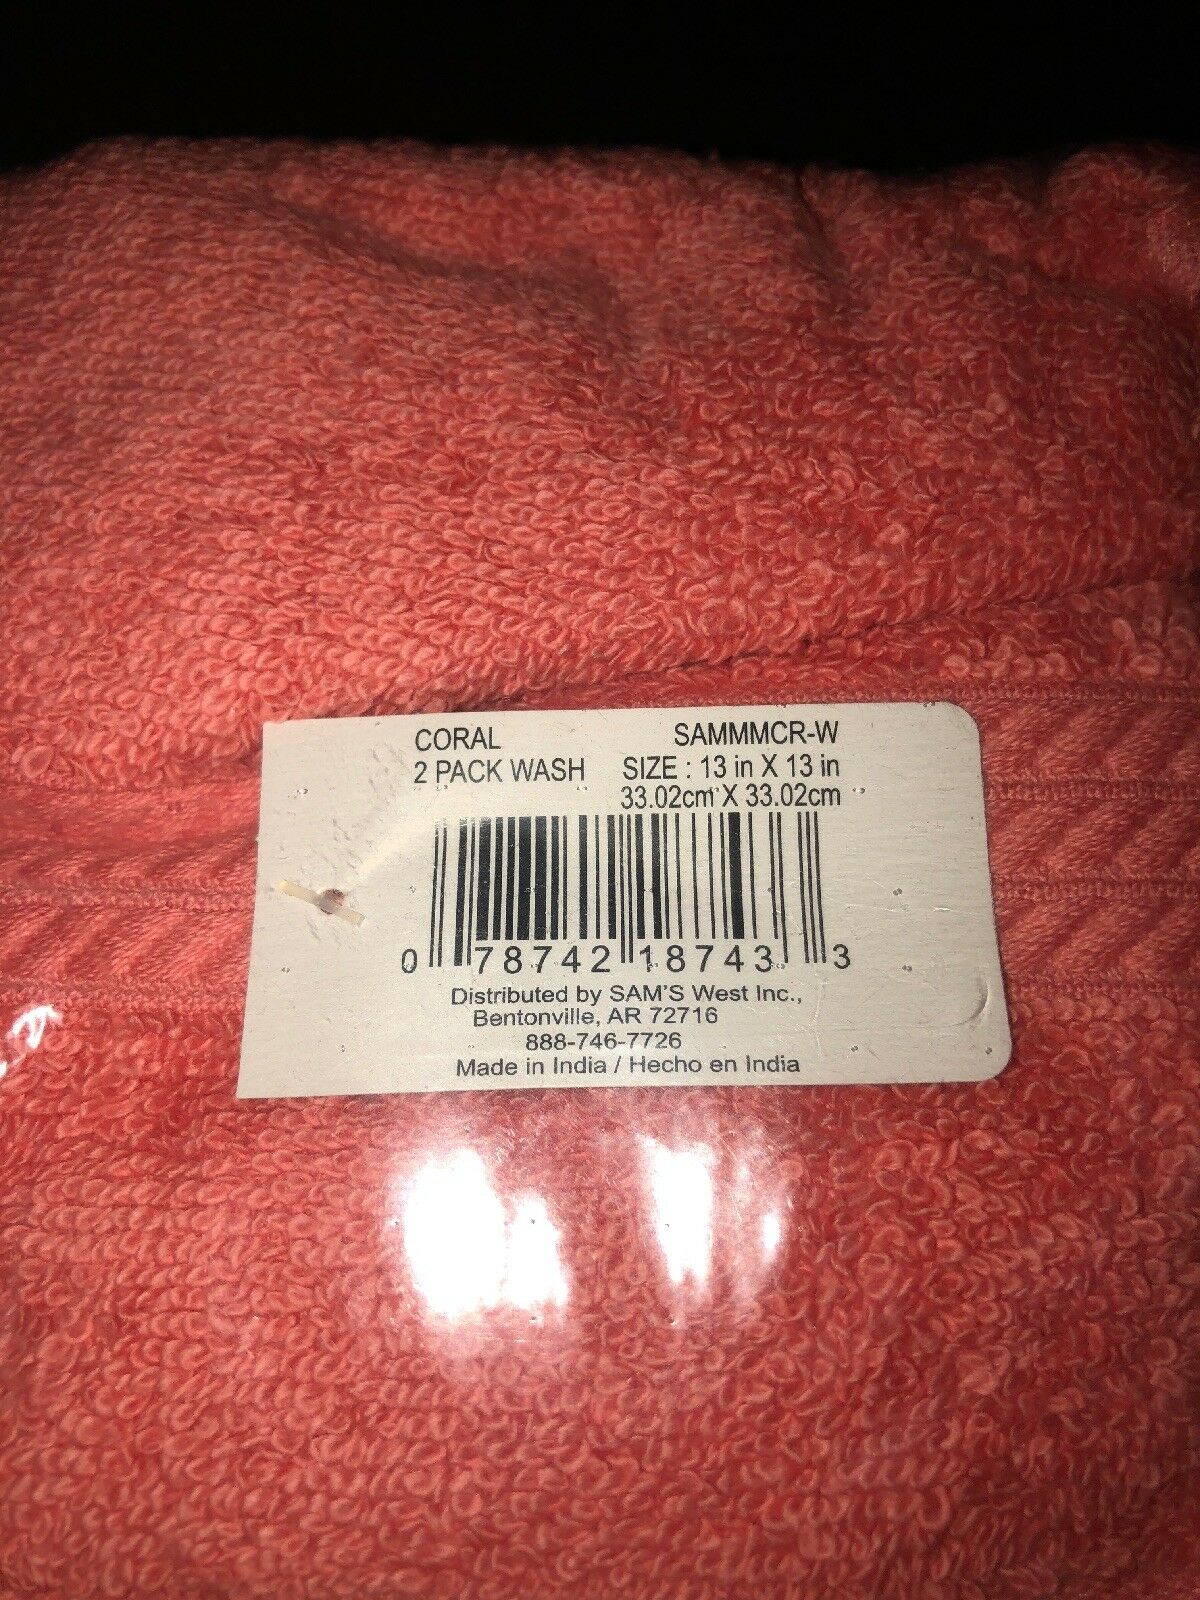 CORAL SAMMMCR-W
2 PACK WASH SIZE : 13 in X 13 in
33.02cm X 33.02cm
0 78742 18743 3
Distributed by SAM'S West Inc.,
Bentonville, AR 72716
888-746-7726
Made in India / Hecho en India